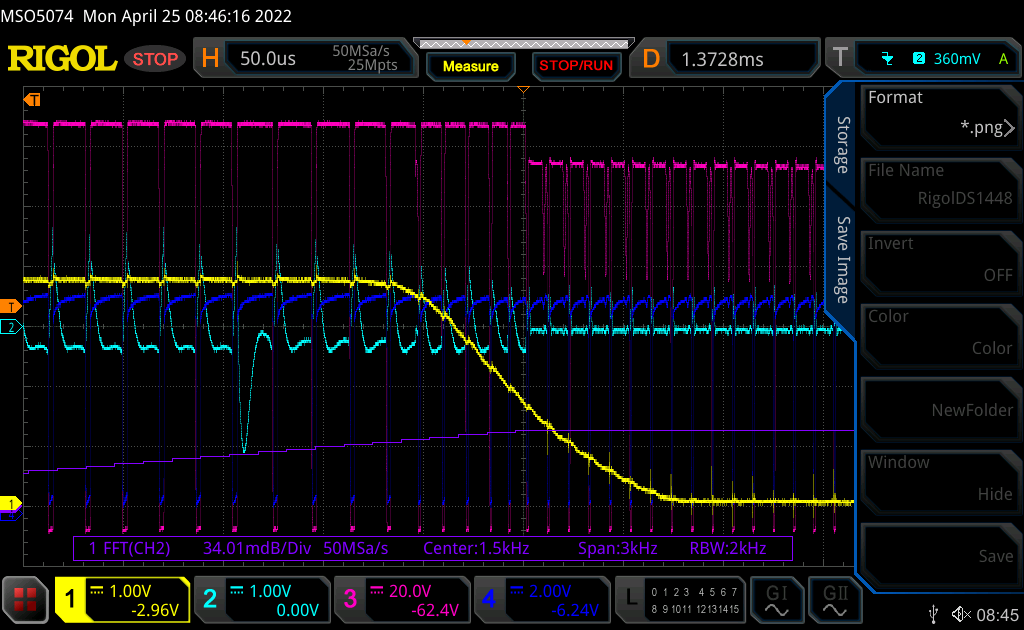 MSO5074 Mon April 25 08:46:16 2022
RIGOL STOP H 50.0us 50MSa/s 25Mpts Measure STOP/RUN D 1.3728ms T 2 360mV A
T
Storage
Save Image
Format
*.png
File Name
RigolDS1448
Invert
OFF
Color
Color
NewFolder
Window
Hide
Save
T
2
1
1 FFT(CH2) 34.01mdB/Div 50MSa/s Center:1.5kHz Span:3kHz RBW:2kHz
1 1.00V -2.96V
2 1.00V 0.00V
3 20.0V -62.4V
4 2.00V -6.24V
L 0 1 2 3 4 5 6 7
8 9 10 11 12 13 14 15
GI GII
08:45